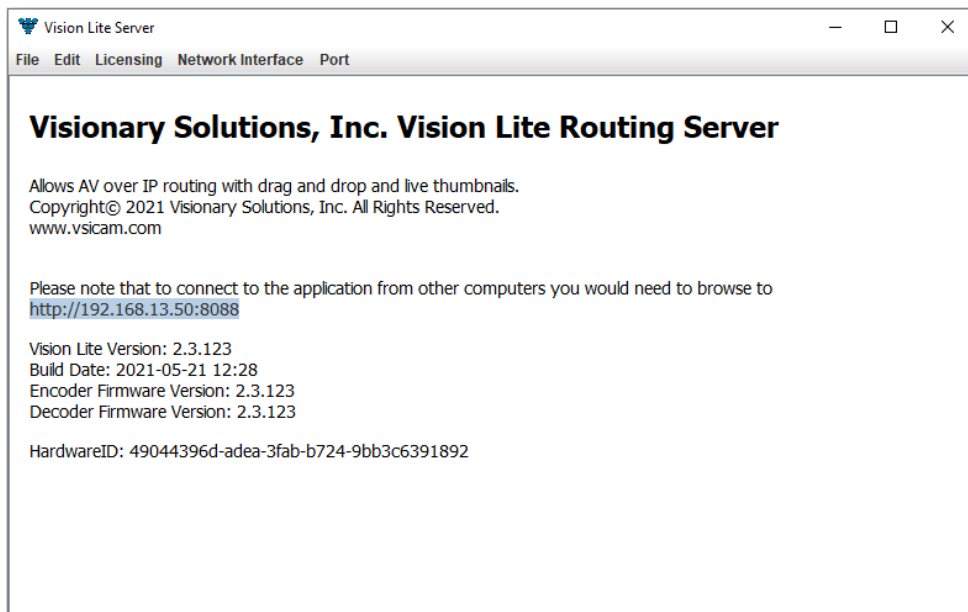 Vision Lite Server
File Edit Licensing Network Interface Port
Visionary Solutions, Inc. Vision Lite Routing Server
Allows AV over IP routing with drag and drop and live thumbnails.
Copyright© 2021 Visionary Solutions, Inc. All Rights Reserved.
www.vsicam.com
Please note that to connect to the application from other computers you would need to browse to
http://192.168.13.50:8088
Vision Lite Version: 2.3.123
Build Date: 2021-05-21 12:28
Encoder Firmware Version: 2.3.123
Decoder Firmware Version: 2.3.123
HardwareID: 49044396d-adea-3fab-b724-9bb3c6391892